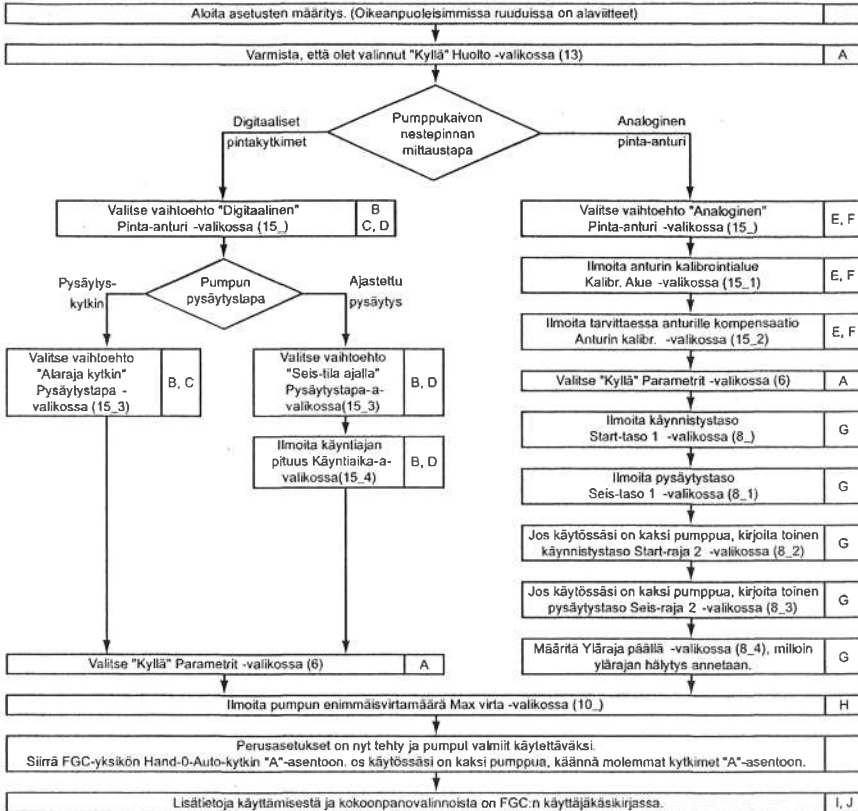 Aloita asetusten määritys. (Oikeanpuoleisimmissa ruuduissa on alaviitteet)
Varmista, että olet valinnut "Kyllä" Huolto -valikossa (13)
A
Pumppukaivon
nestepinnan
mittaustapa
Digitaaliset
pintakytkimet
Analoginen
pinta-anturi
Valitse vaihtoehto "Digitaalinen"
Pinta-anturi -valikossa (15_)
B
C, D
Pumpun
pysäytystapa
Pysäytys-
kytkin
Ajastettu
pysäytys
Valitse vaihtoehto
"Alaraja kytkin"
Pysäytystapa -
valikossa (15_3)
B, C
Valitse vaihtoehto
"Seis-tila ajalla"
Pysäytystapa-a-
valikossa(15_3)
B, D
Ilmoita käyntiajan
pituus Käyntiaika-a-
valikossa(15_4)
B, D
Valitse "Kyllä" Parametrit -valikossa (6)
A
Valitse vaihtoehto "Analoginen"
Pinta-anturi -valikossa (15_)
E, F
Ilmoita anturin kalibrointialue
Kalibr. Alue -valikossa (15_1)
E, F
Ilmoita tarvittaessa anturille kompensaatio
Anturin kalibr. -valikossa (15_2)
E, F
Valitse "Kyllä" Parametrit -valikossa (6)
A
Ilmoita käynnistystaso
Start-taso 1 -valikossa (8_)
G
Ilmoita pysäytystaso
Seis-taso 1 -valikossa (8_1)
G
Jos käytössäsi on kaksi pumppua, kirjoita toinen
käynnistystaso Start-raja 2 -valikossa (8_2)
G
Jos käytössäsi on kaksi pumppua, kirjoita toinen
pysäytystaso Seis-raja 2 -valikossa (8_3)
G
Määritä Yläraja päällä -valikossa (8_4), milloin
ylärajan hälytys annetaan.
G
Ilmoita pumpun enimmäisvirtamäärä Max virta -valikossa (10_)
H
Perusasetukset on nyt tehty ja pumput valmiit käytettäväksi.
Siirrä FGC-yksikön Hand-0-Auto-kytkin "A"-asentoon. os käytössäsi on kaksi pumppua, käännä molemmat kytkimet "A"-asentoon.
Lisätietoja käyttämisestä ja kokoonpanovalinnoista on FGC:n käyttäjäkäsikirjassa.
I, J